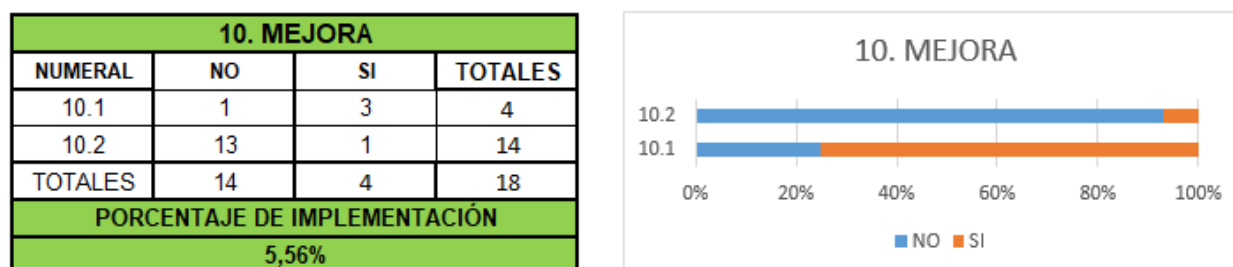 10. MEJORA
NUMERAL NO SI TOTALES
10.1 1 3 4
10.2 13 1 14
TOTALES 14 4 18
PORCENTAJE DE IMPLEMENTACIÓN
5,56%
10. MEJORA
10.2
10.1
0% 20% 40% 60% 80% 100%
NO SI